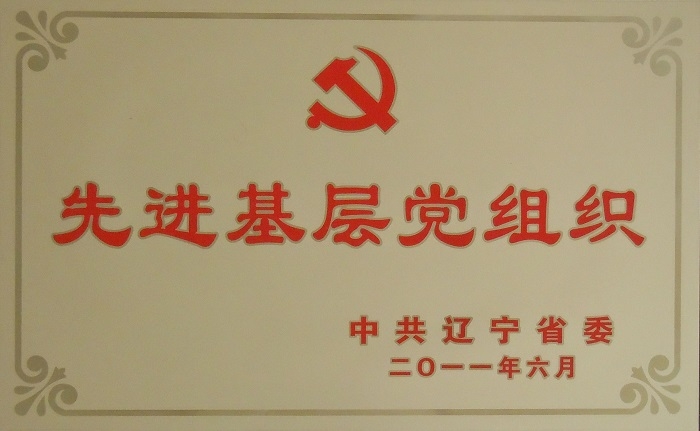 先进基层党组织
中共辽宁省委
二〇一一年六月